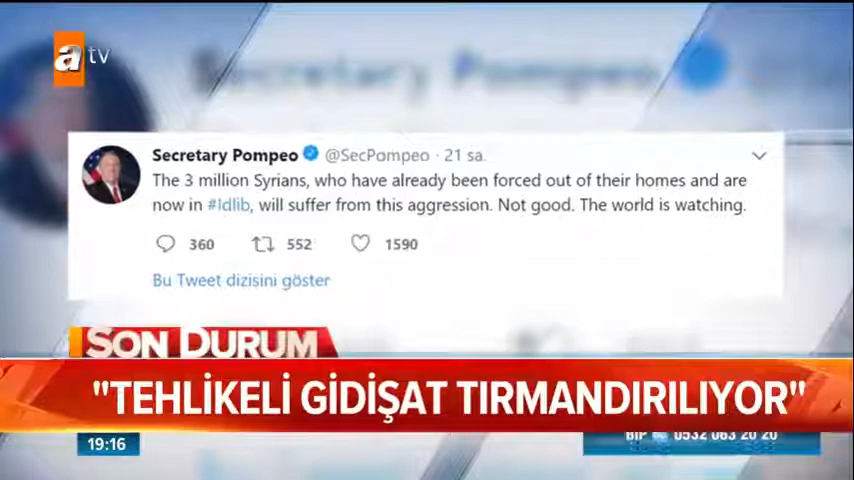 atv
Secretary Pompeo
Secretary Pompeo @SecPompeo · 21 sa.
The 3 million Syrians, who have already been forced out of their homes and are
now in #Idlib, will suffer from this aggression. Not good. The world is watching.
360 552 1590
Bu Tweet dizisini göster
SON DURUM
"TEHLİKELİ GİDİŞAT TIRMANDIRILIYOR"
19:16
BİP 0532 063 20 20